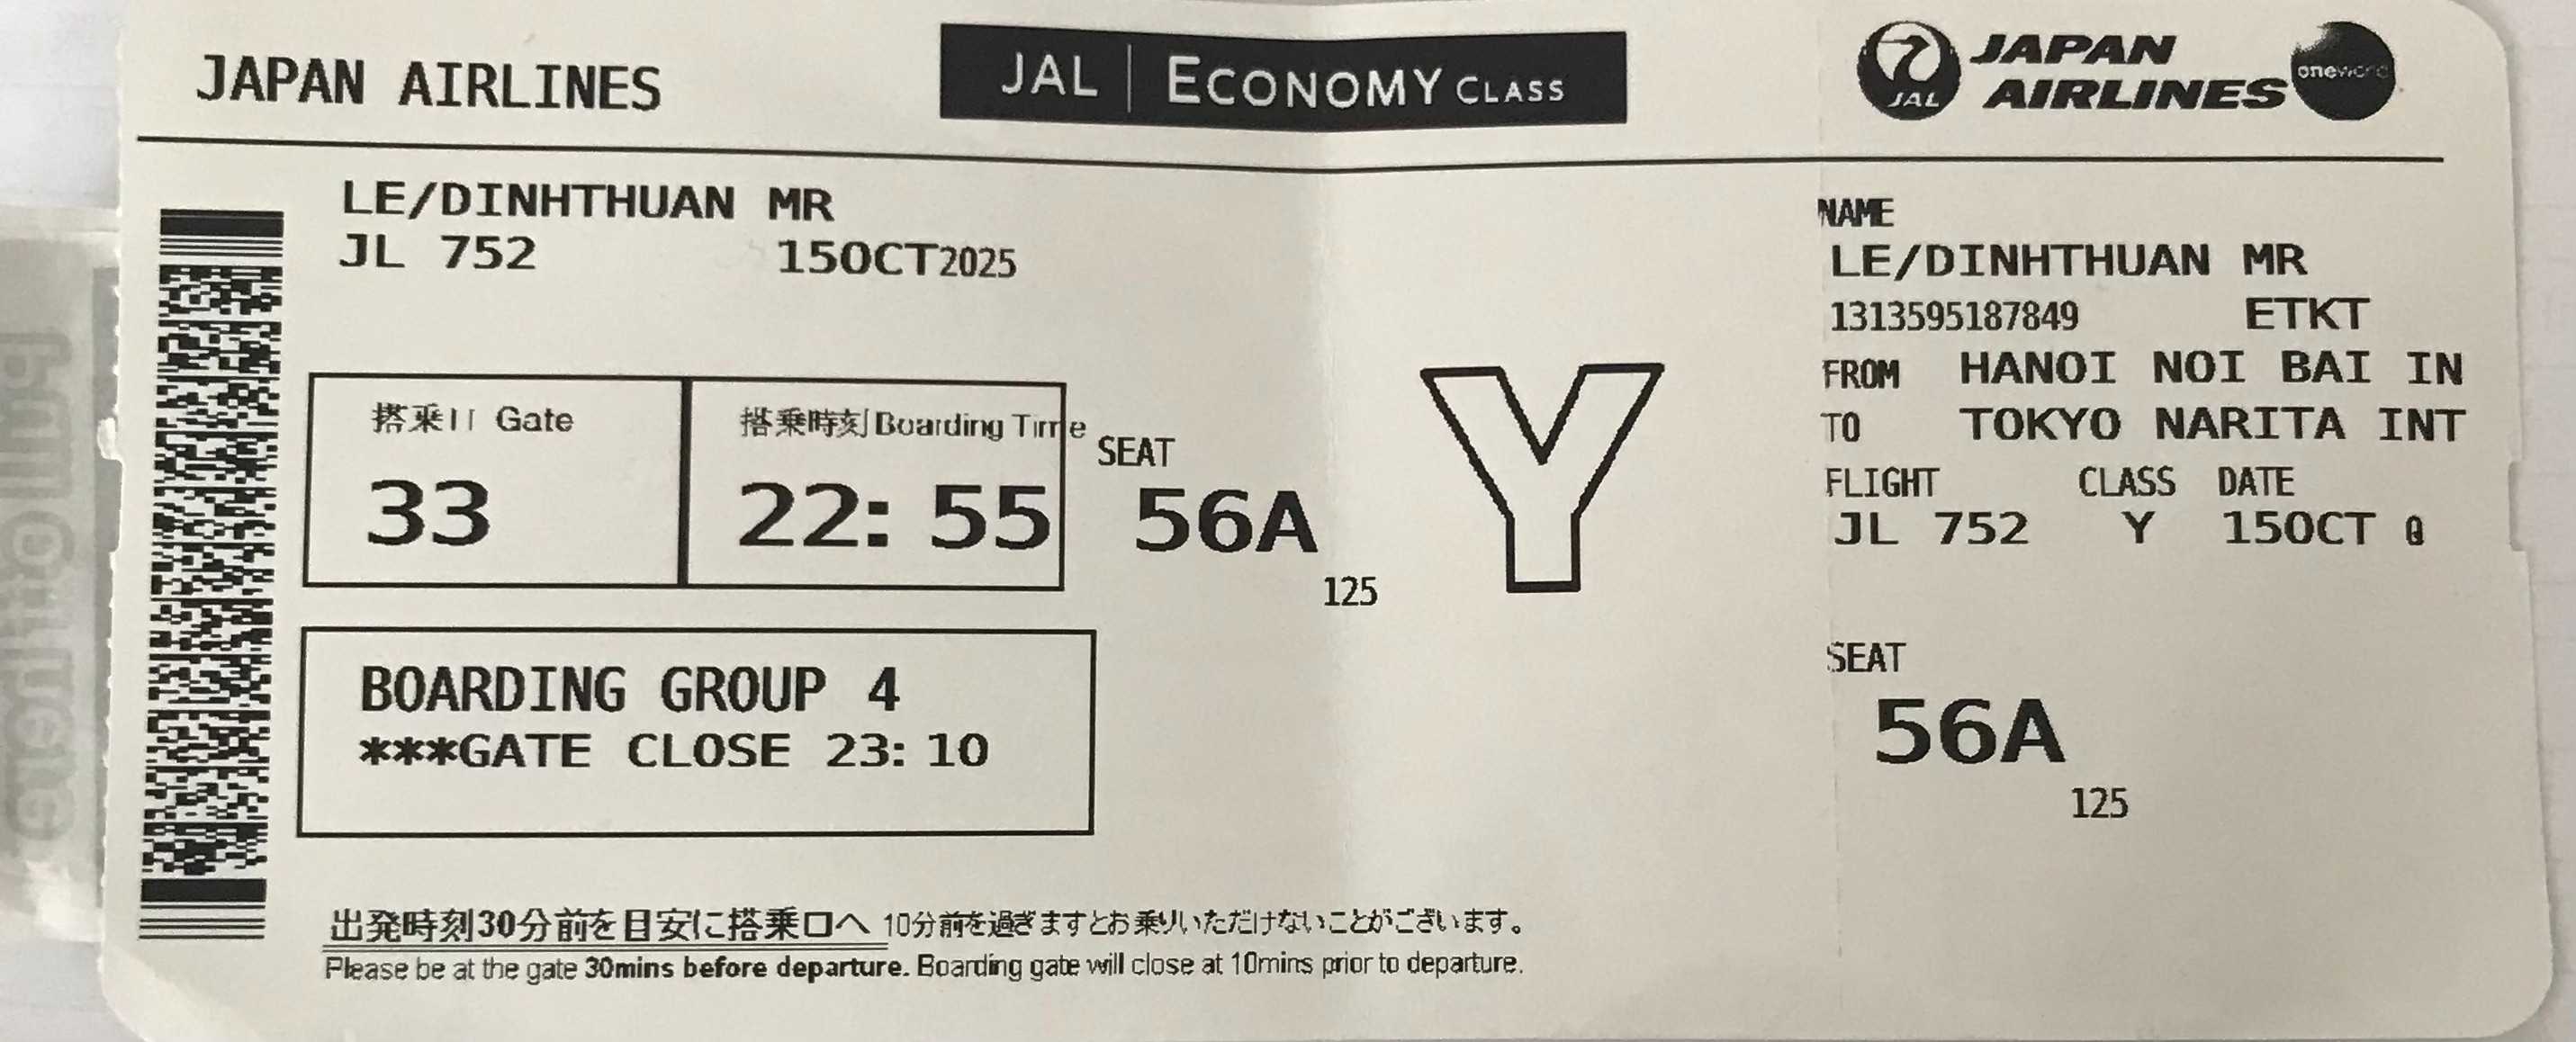 JAPAN AIRLINES
JAL | ECONOMY CLASS
JAL
JAPAN
AIRLINES
oneworld
LE/DINHTHUAN MR
JL 752 15OCT2025
搭乗口 Gate
33
搭乗時刻 Boarding Time
22:55
SEAT
56A
125
Y
BOARDING GROUP 4
***GATE CLOSE 23:10
出発時刻30分前を目安に搭乗口へ 10分前を過ぎますとお乗りいただけないことがございます。
Please be at the gate 30mins before departure. Boarding gate will close at 10mins prior to departure.
NAME
LE/DINHTHUAN MR
1313595187849 ETKT
FROM HANOI NOI BAI IN
TO TOKYO NARITA INT
FLIGHT CLASS DATE
JL 752 Y 15OCT Q
SEAT
56A
125